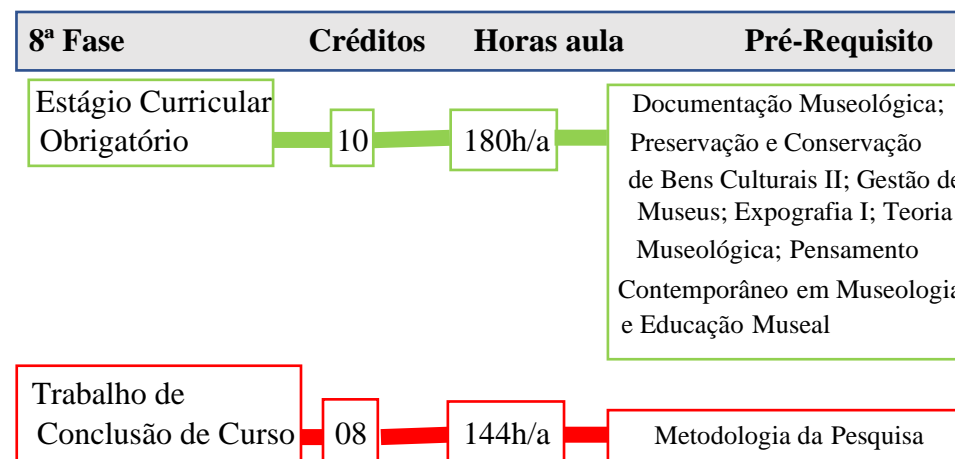 8ª Fase Créditos Horas aula Pré-Requisito
Estágio Curricular
Obrigatório
10
180h/a
Documentação Museológica;
Preservação e Conservação
de Bens Culturais II; Gestão de
Museus; Expografia I; Teoria
Museológica; Pensamento
Contemporâneo em Museologia
e Educação Museal
Trabalho de
Conclusão de Curso
08
144h/a
Metodologia da Pesquisa